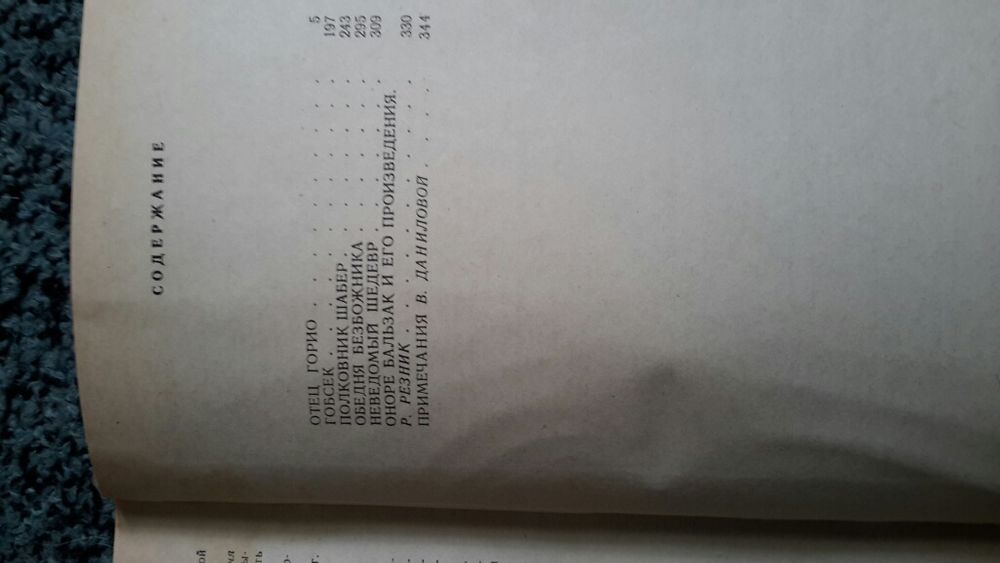 СОДЕРЖАНИЕ
ОТЕЦ ГОРИО . . . . . . . . . . . . 5
ГОБСЕК . . . . . . . . . . . . 197
ПОЛКОВНИК ШАБЕР . . . . . . . . . . 243
ОБЕДНЯ БЕЗБОЖНИКА . . . . . . . . . 295
НЕВЕДОМЫЙ ШЕДЕВР . . . . . . . . . 309
ОНОРЕ БАЛЬЗАК И ЕГО ПРОИЗВЕДЕНИЯ.
Р. РЕЗНИК . . . . . . . . . . . 330
ПРИМЕЧАНИЯ В. ДАНИЛОВОЙ . . . . . 344